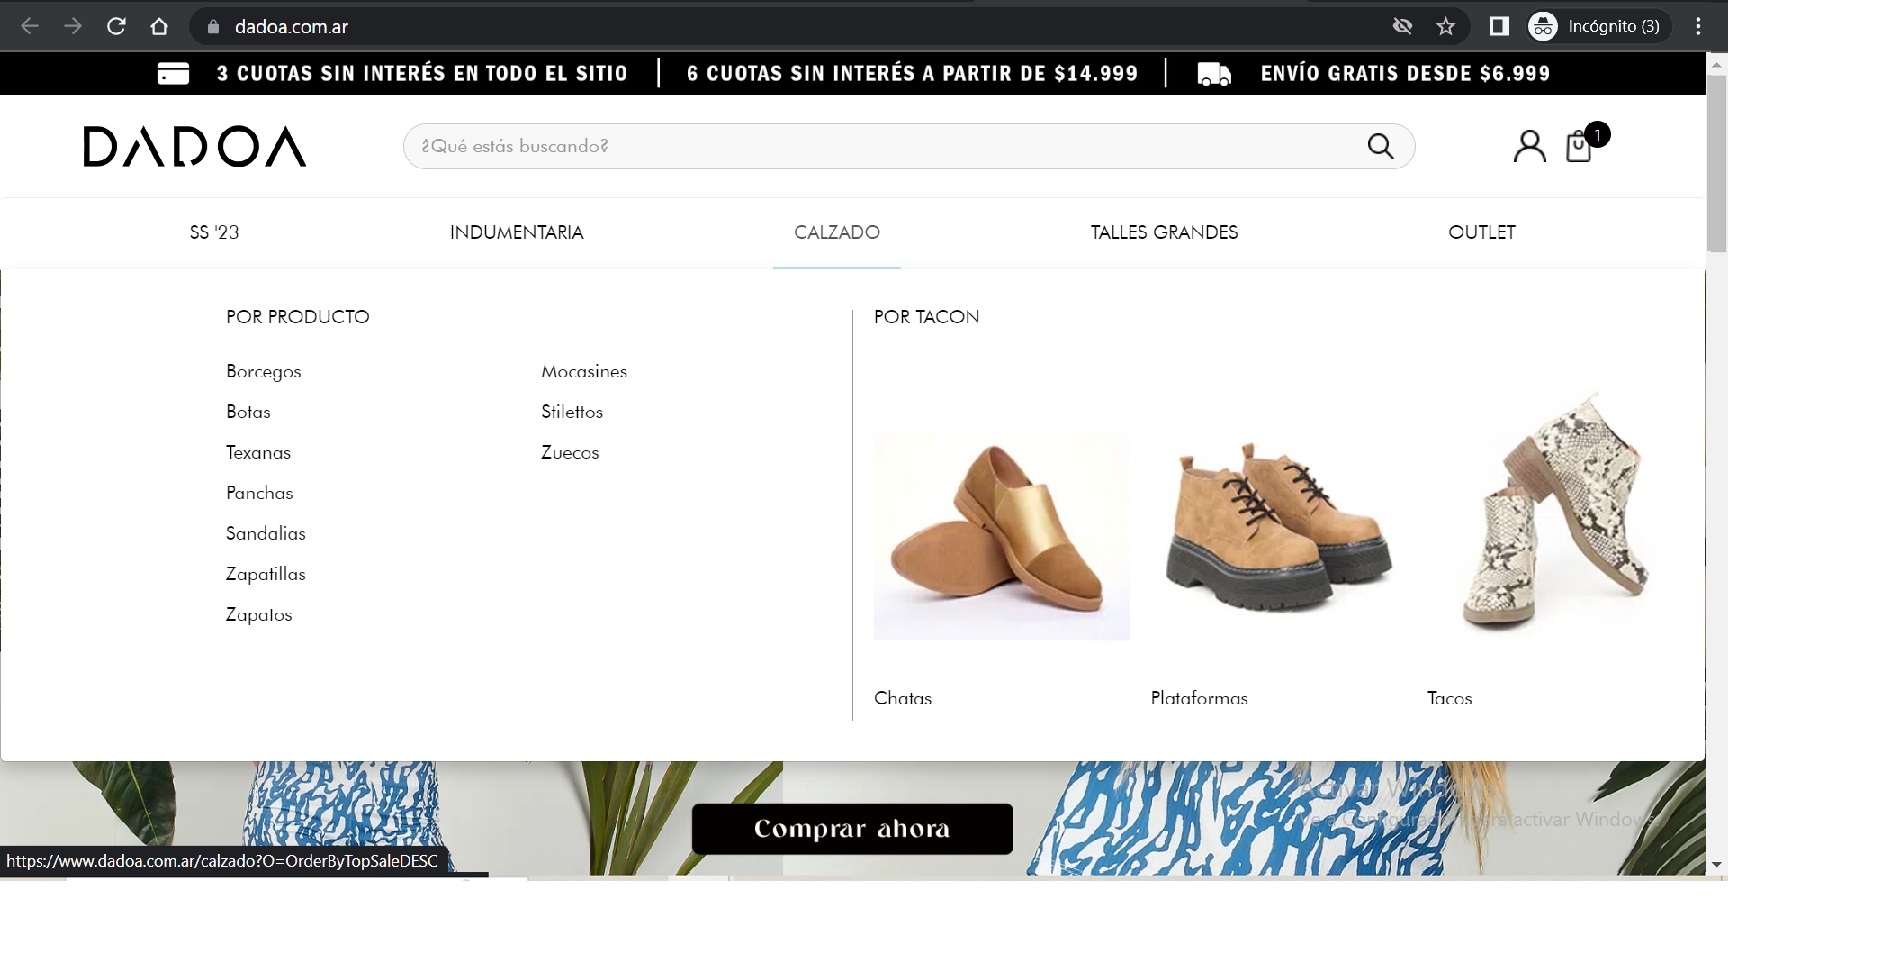 dadoa.com.ar
Incógnito (3)
3 CUOTAS SIN INTERÉS EN TODO EL SITIO
6 CUOTAS SIN INTERÉS A PARTIR DE $14.999
ENVÍO GRATIS DESDE $6.999
DADOA
¿Qué estás buscando?
1
SS '23
INDUMENTARIA
CALZADO
TALLES GRANDES
OUTLET
POR PRODUCTO
Borcegos
Botas
Texanas
Panchas
Sandalias
Zapatillas
Zapatos
Mocasines
Stilettos
Zuecos
POR TACON
Chatas
Plataformas
Tacos
Comprar ahora
Activar Wind
Ve a Configuración para activar Windows.
https://www.dadoa.com.ar/calzado?O=OrderByTopSaleDESC